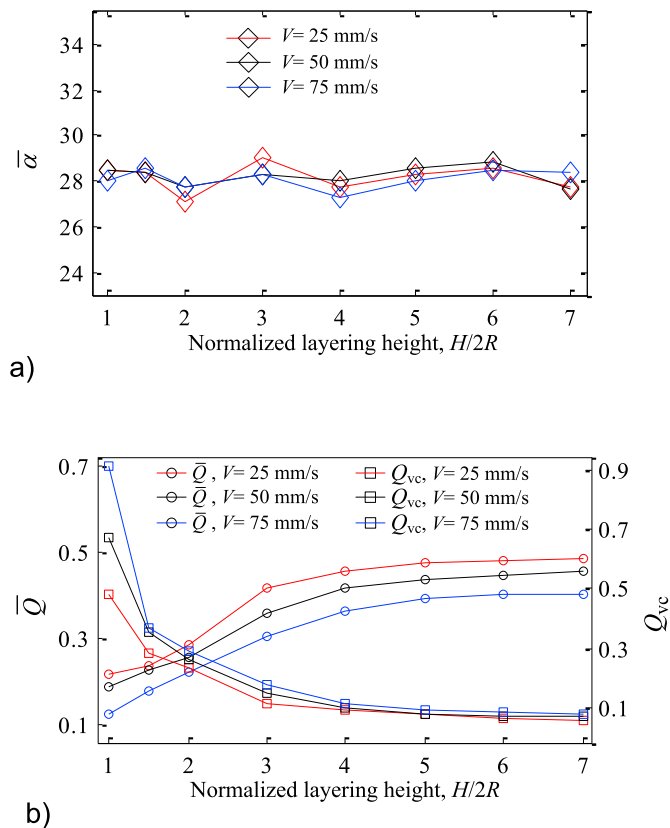 35
32
30
28
26
24
ᾱ
V= 25 mm/s
V= 50 mm/s
V= 75 mm/s
1 2 3 4 5 6 7
Normalized layering height, H/2R
a)
0.7
0.5
0.3
0.1
Q̄
Q̄ , V= 25 mm/s
Q̄ , V= 50 mm/s
Q̄ , V= 75 mm/s
Qvc, V= 25 mm/s
Qvc, V= 50 mm/s
Qvc, V= 75 mm/s
0.9
0.7
0.5
0.3
0.1
Qvc
1 2 3 4 5 6 7
Normalized layering height, H/2R
b)